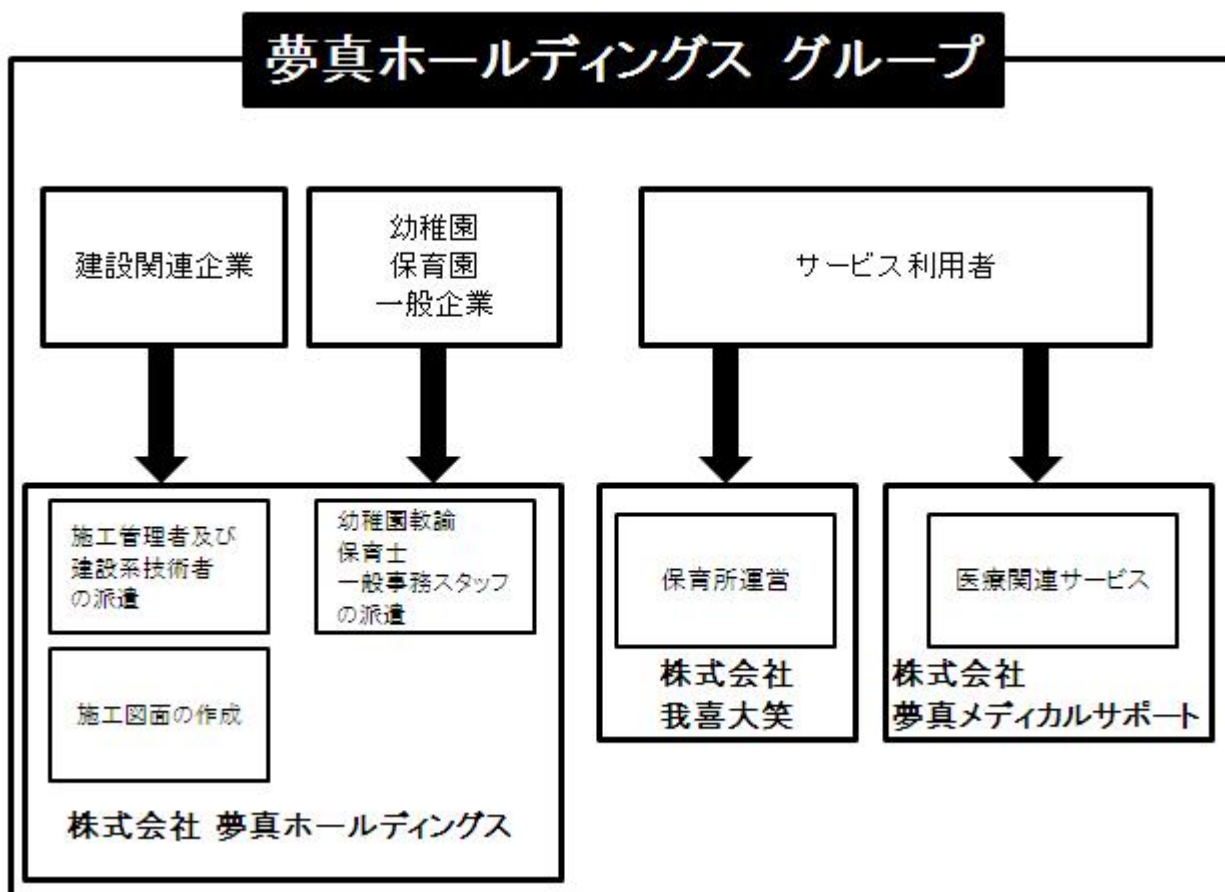 夢真ホールディングス グループ
建設関連企業
幼稚園
保育園
一般企業
サービス利用者
施工管理者及び
建設系技術者
の派遣
幼稚園教諭
保育士
一般事務スタッフ
の派遣
施工図面の作成
株式会社 夢真ホールディングス
保育所運営
株式会社
我喜大笑
医療関連サービス
株式会社
夢真メディカルサポート